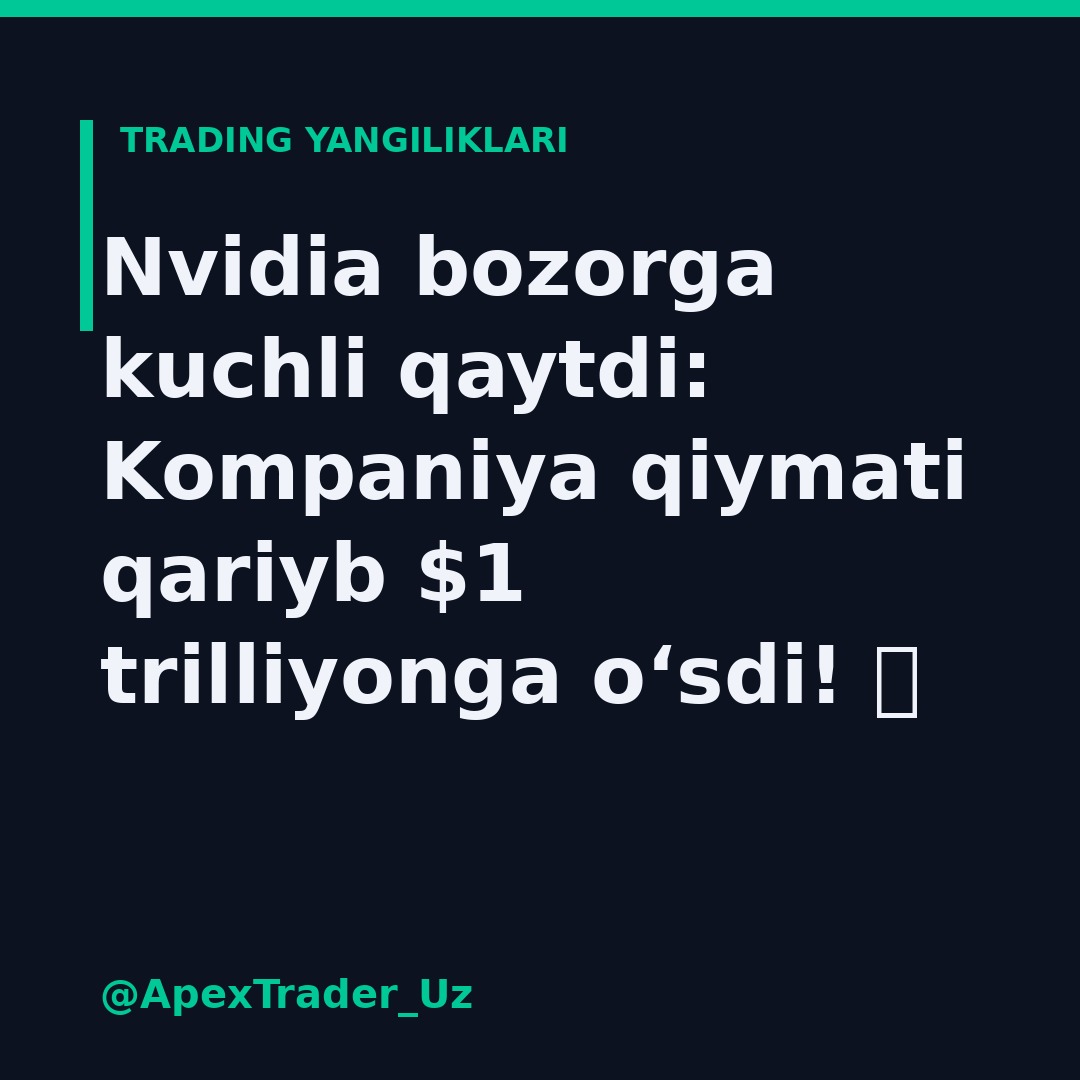 TRADING YANGILIKLARI
Nvidia bozorga
kuchli qaytdi:
Kompaniya qiymati
qariyb $1
trilliyonga o‘sdi! 
@ApexTrader_Uz